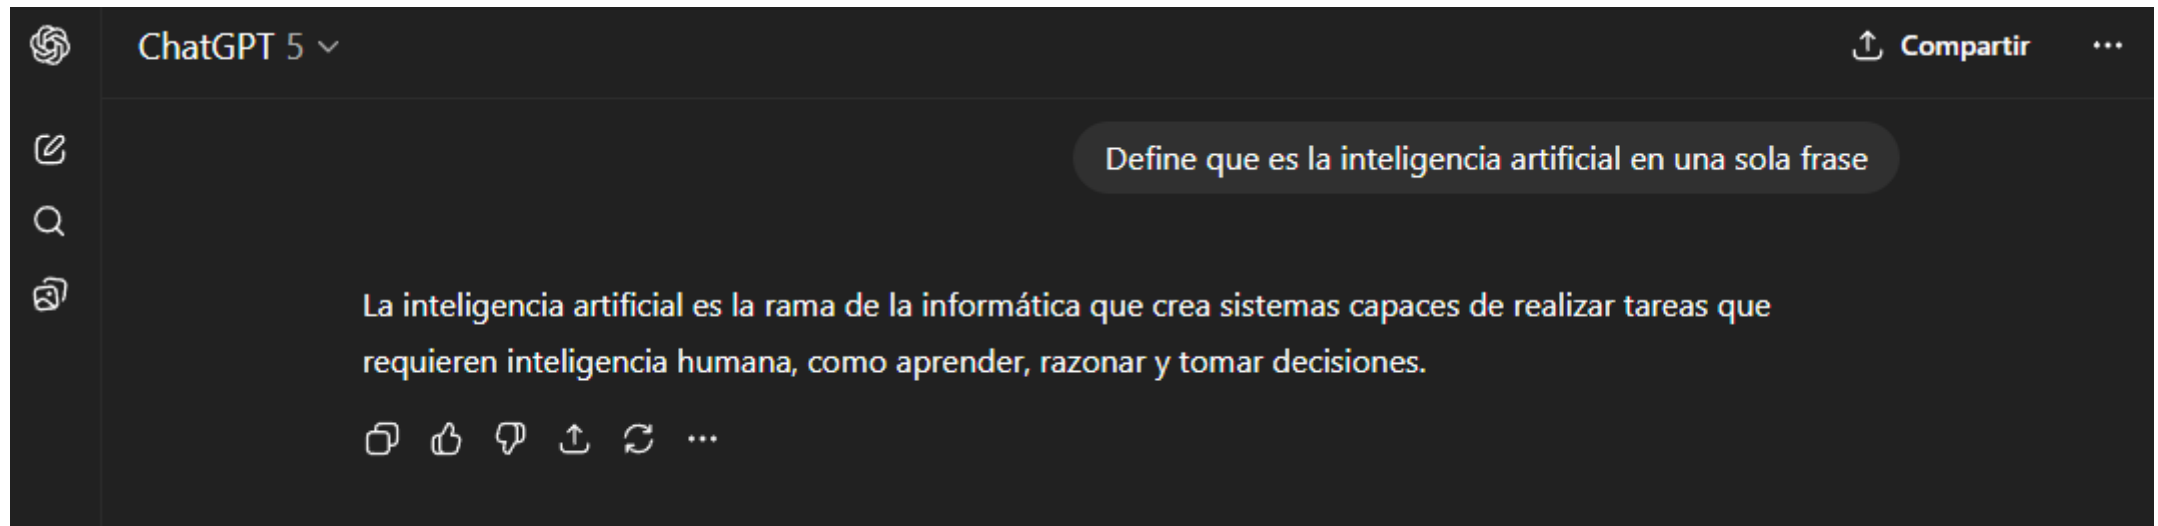 ChatGPT 5
Compartir
Define que es la inteligencia artificial en una sola frase
La inteligencia artificial es la rama de la informática que crea sistemas capaces de realizar tareas que
requieren inteligencia humana, como aprender, razonar y tomar decisiones.